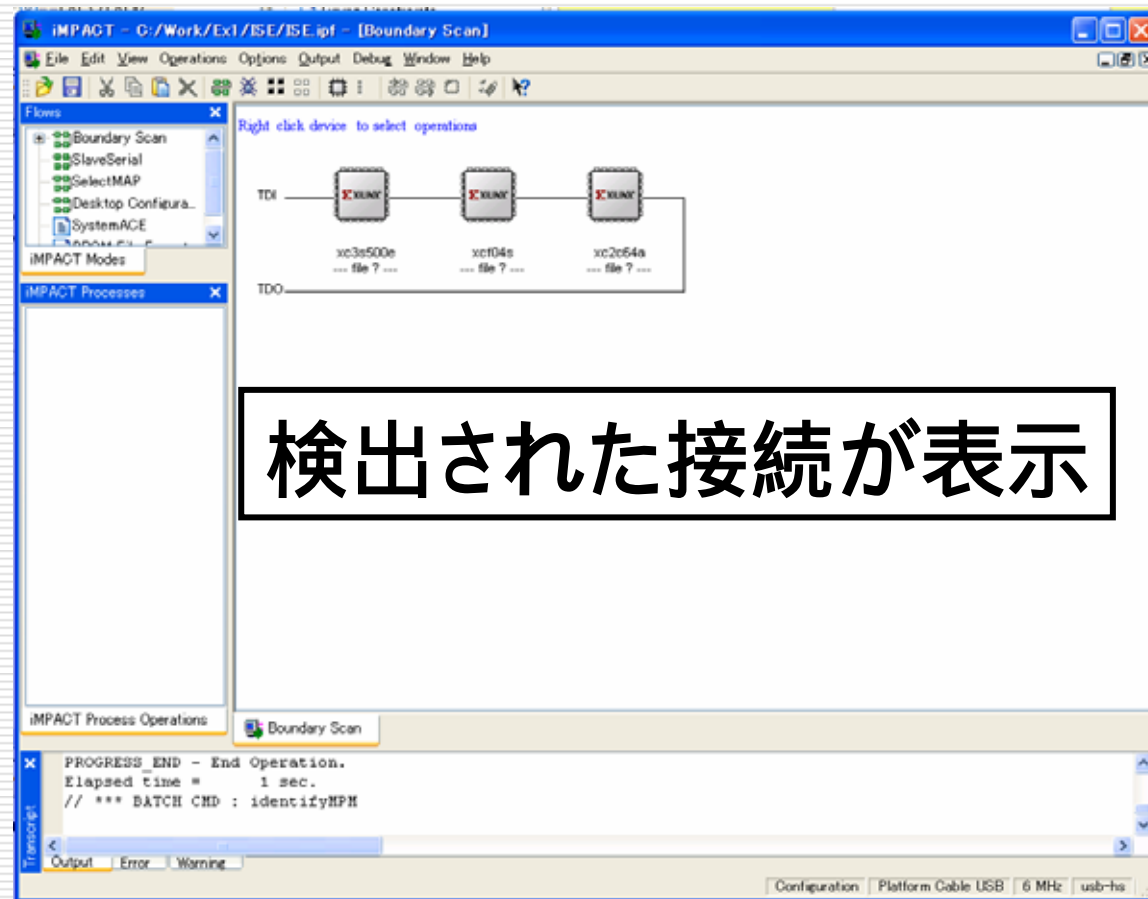 iMPACT - C:/Work/Ex1/ISE/ISE.ipf - [Boundary Scan]
File Edit View Operations Options Output Debug Window Help
Flows
Boundary Scan
SlaveSerial
SelectMAP
Desktop Configura...
SystemACE
iMPACT Modes
iMPACT Processes
iMPACT Process Operations
Right click device to select operations
TDI
XILINX XILINX XILINX
xc3s500e xcf04s xc2c64a
--- file ? --- --- file ? --- --- file ? ---
TDO
検出された接続が表示
Boundary Scan
PROGRESS_END - End Operation.
Elapsed time = 1 sec.
// *** BATCH CMD : identifyMPM
Transcript
Output Error Warning
Configuration Platform Cable USB 6 MHz usb-hs